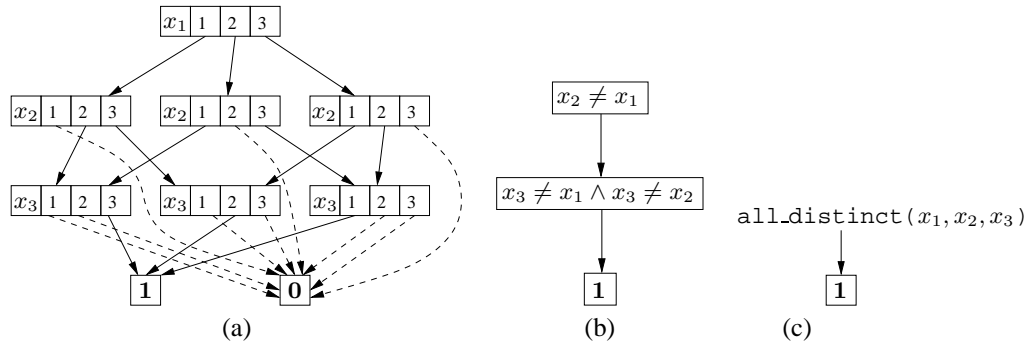 x₁ 1 2 3
x₂ 1 2 3 x₂ 1 2 3 x₂ 1 2 3
x₂ ≠ x₁
x₃ 1 2 3 x₃ 1 2 3 x₃ 1 2 3
x₃ ≠ x₁ ∧ x₃ ≠ x₂
all_distinct(x₁, x₂, x₃)
1 0 1 1
(a) (b) (c)